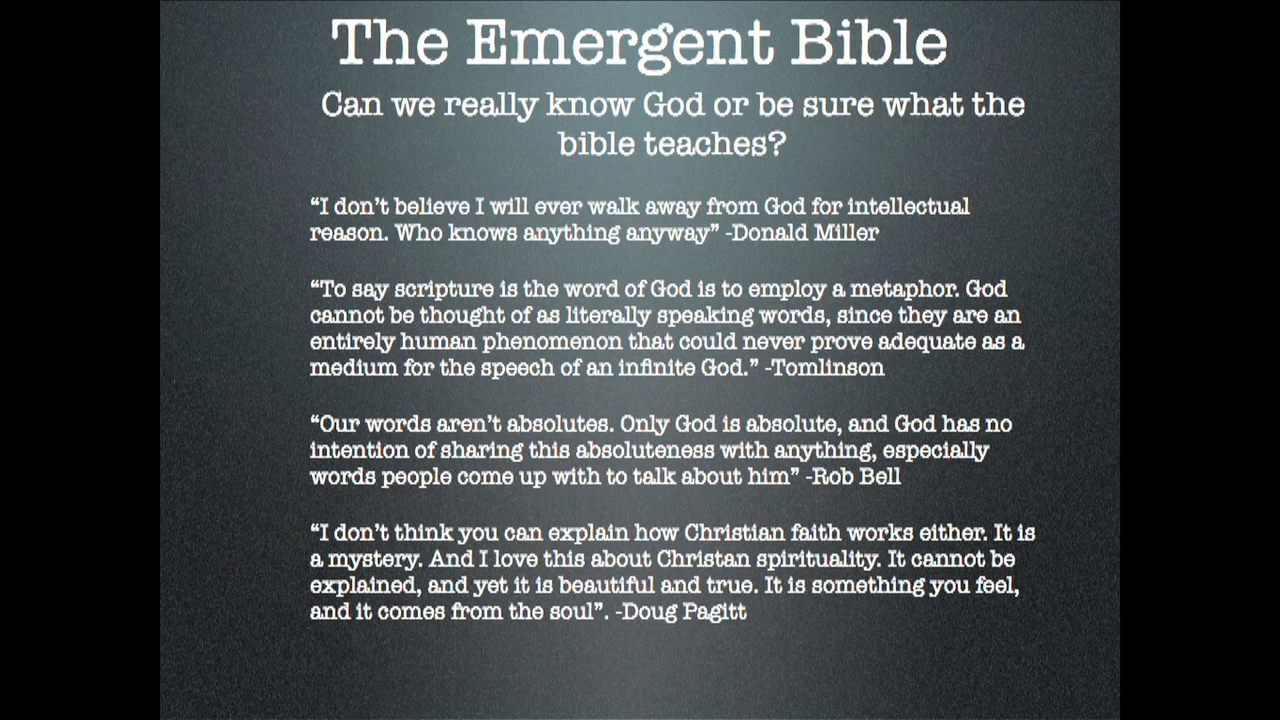 The Emergent Bible
Can we really know God or be sure what the
bible teaches?
“I don’t believe I will ever walk away from God for intellectual
reason. Who knows anything anyway” -Donald Miller
“To say scripture is the word of God is to employ a metaphor. God
cannot be thought of as literally speaking words, since they are an
entirely human phenomenon that could never prove adequate as a
medium for the speech of an infinite God.” -Tomlinson
“Our words aren’t absolutes. Only God is absolute, and God has no
intention of sharing this absoluteness with anything, especially
words people come up with to talk about him” -Rob Bell
“I don’t think you can explain how Christian faith works either. It is
a mystery. And I love this about Christan spirituality. It cannot be
explained, and yet it is beautiful and true. It is something you feel,
and it comes from the soul”. -Doug Pagitt